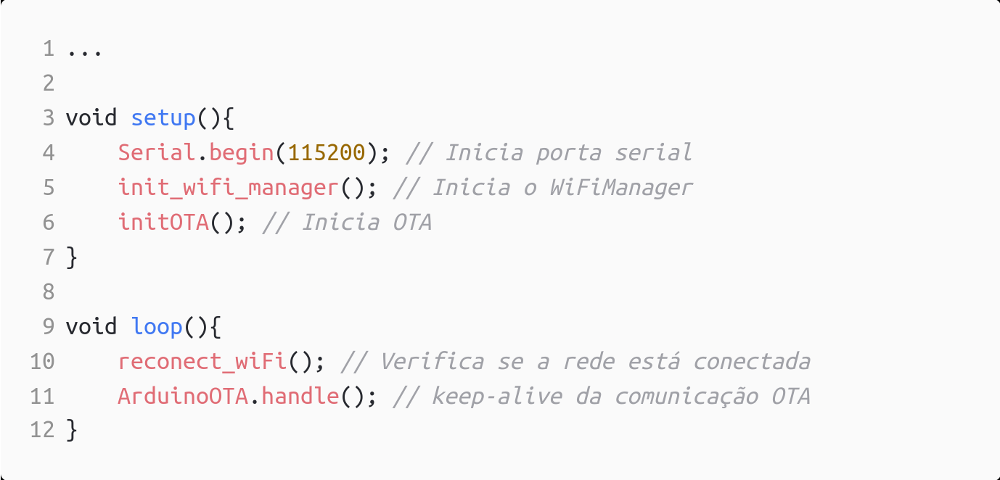 1 ...
2
3 void setup(){
4     Serial.begin(115200); // Inicia porta serial
5     init_wifi_manager(); // Inicia o WiFiManager
6     initOTA(); // Inicia OTA
7 }
8
9 void loop(){
10     reconect_wiFi(); // Verifica se a rede está conectada
11     ArduinoOTA.handle(); // keep-alive da comunicação OTA
12 }